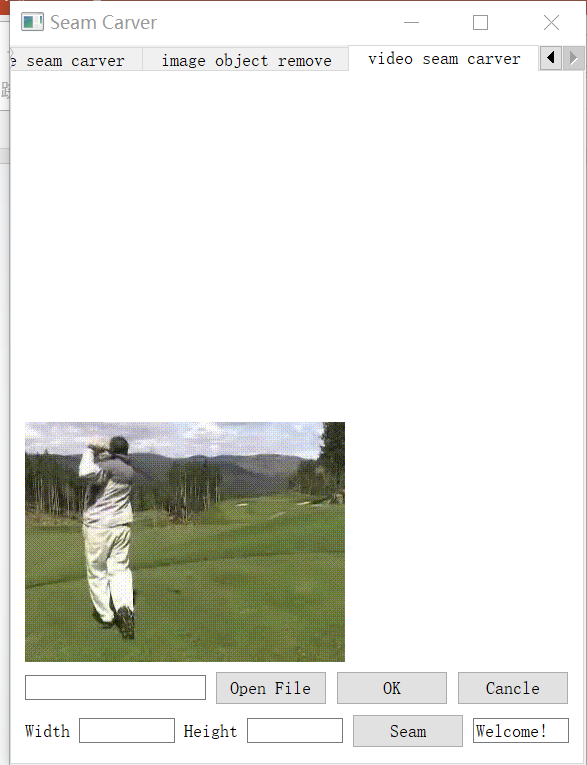 Seam Carver
e seam carver image object remove video seam carver
Open File OK Cancle
Width Height Seam Welcome!